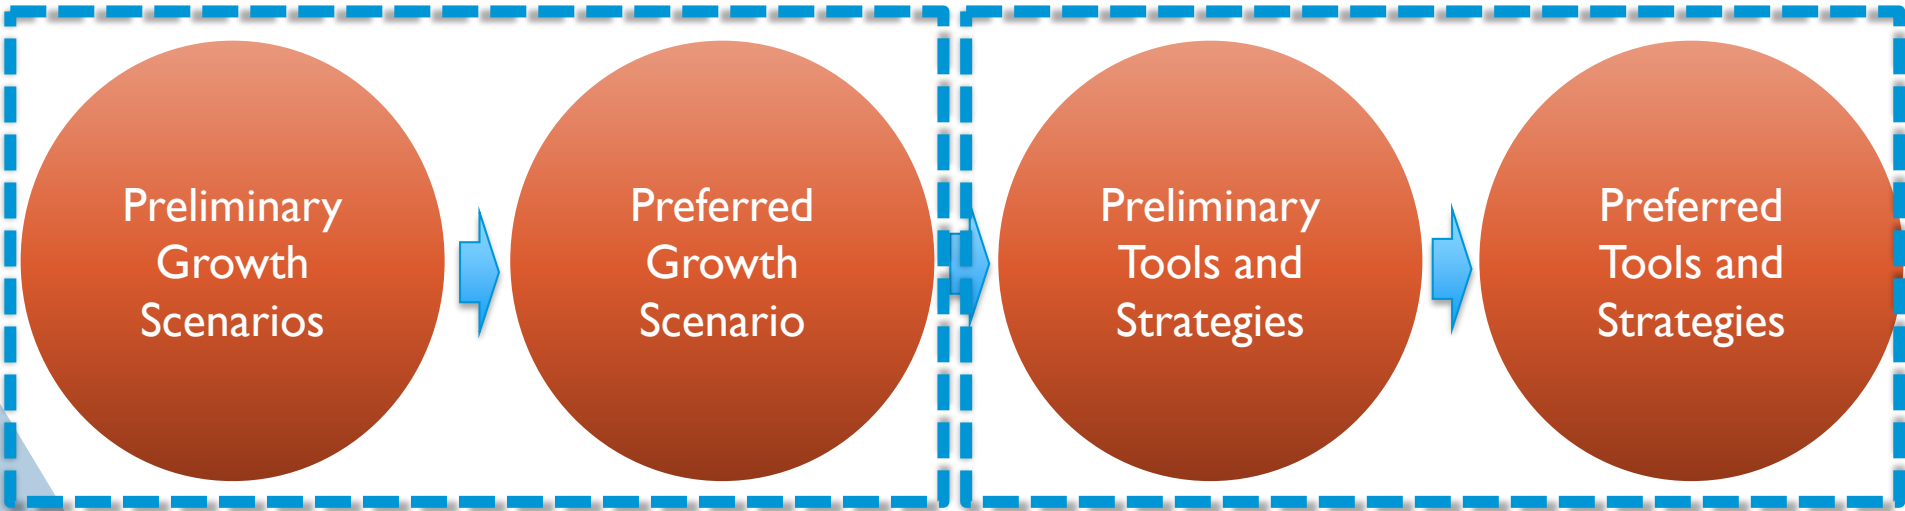 Preliminary
Growth
Scenarios
Preferred
Growth
Scenario
Preliminary
Tools and
Strategies
Preferred
Tools and
Strategies